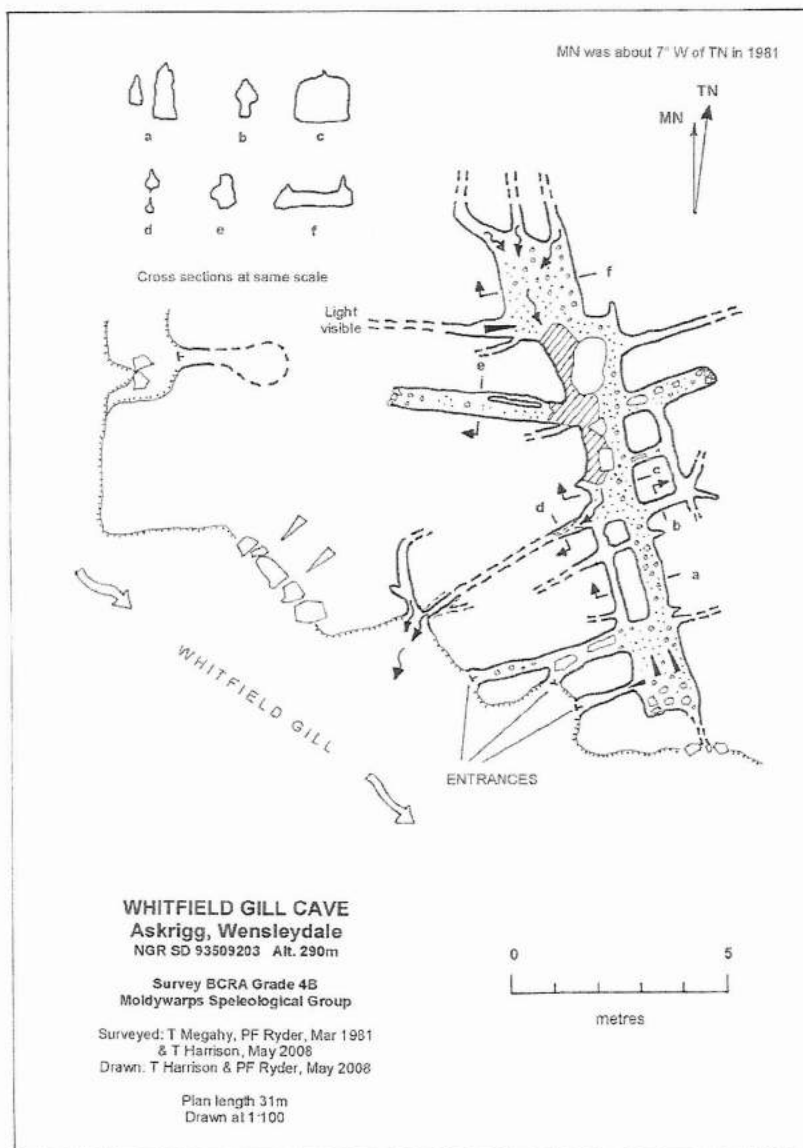 MN was about 7° W of TN in 1981
TN
MN
a
b
c
d
e
f
Cross sections at same scale
f
Light
visible
e
c
d
b
a
WHITFIELD GILL
ENTRANCES
WHITFIELD GILL CAVE
Askrigg, Wensleydale
NGR SD 93509203 Alt. 290m
Survey BCRA Grade 4B
Moldywarps Speleological Group
Surveyed: T Megahy, PF Ryder, Mar 1981
& T Harrison, May 2008
Drawn: T Harrison & PF Ryder, May 2008
Plan length 31m
Drawn at 1:100
0
5
metres